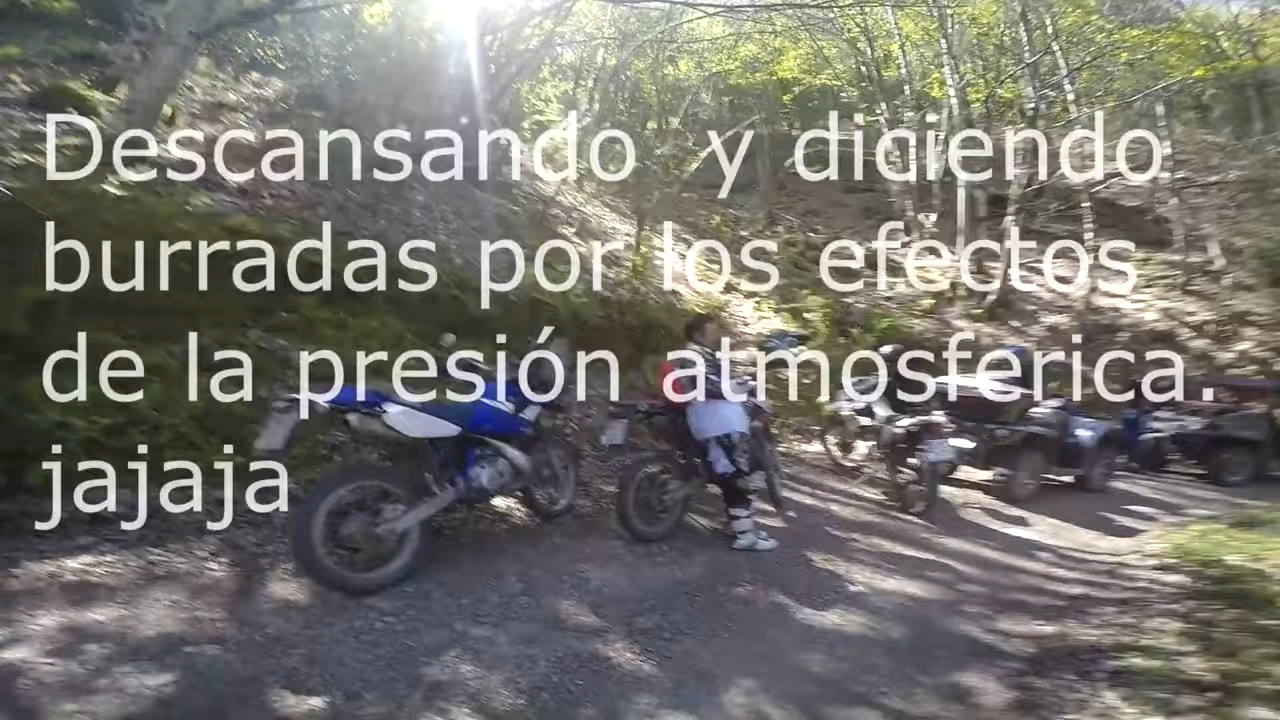 Descansando y diciendo
burradas por los efectos
de la presión atmosferica.
jajaja